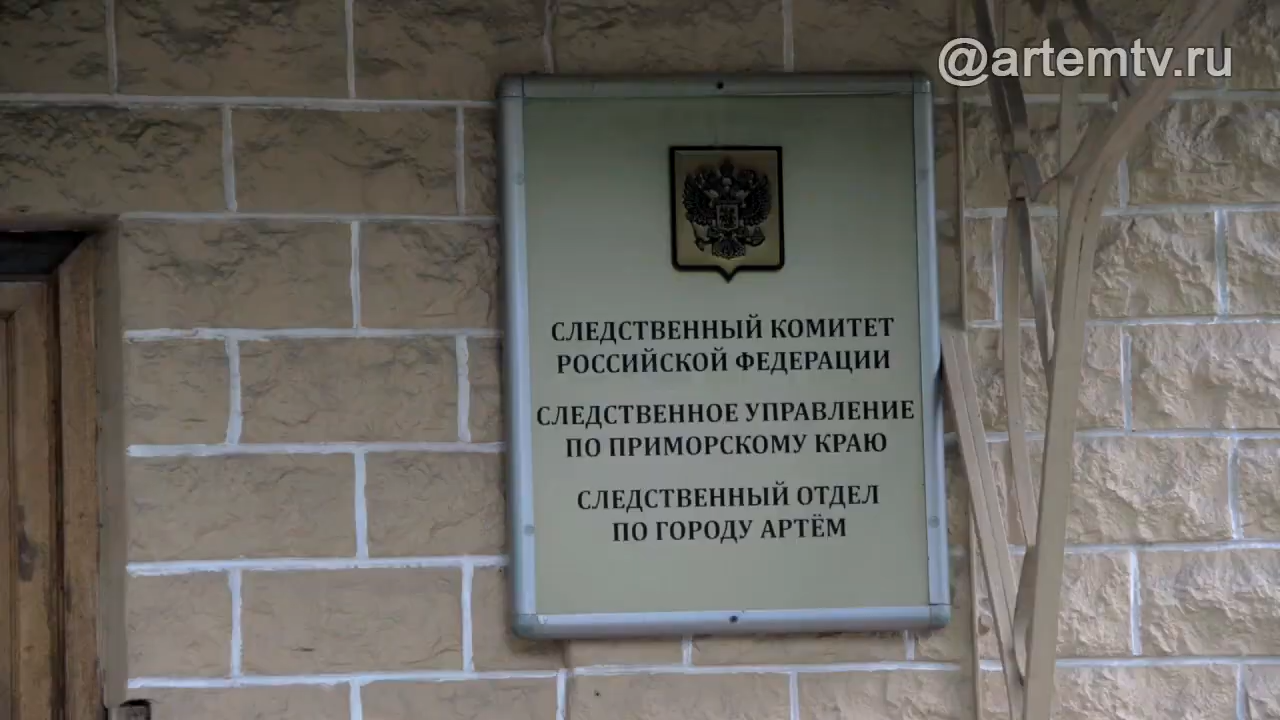 @artemtv.ru
СЛЕДСТВЕННЫЙ КОМИТЕТ
РОССИЙСКОЙ ФЕДЕРАЦИИ
СЛЕДСТВЕННОЕ УПРАВЛЕНИЕ
ПО ПРИМОРСКОМУ КРАЮ
СЛЕДСТВЕННЫЙ ОТДЕЛ
ПО ГОРОДУ АРТЁМ